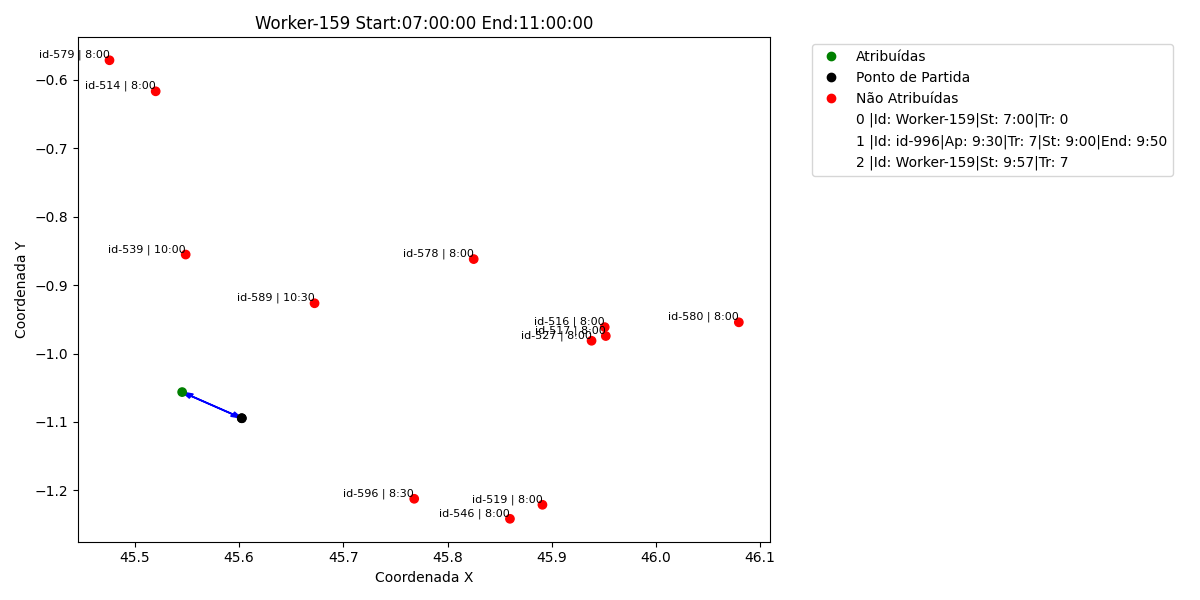 Worker-159 Start:07:00:00 End:11:00:00
id-579 | 8:00
id-514 | 8:00
id-539 | 10:00
id-578 | 8:00
id-589 | 10:30
id-516 | 8:00
id-580 | 8:00
id-517 | 8:00
id-527 | 8:00
id-596 | 8:30
id-519 | 8:00
id-546 | 8:00
−0.6
−0.7
−0.8
−0.9
−1.0
−1.1
−1.2
Coordenada Y
45.5
45.6
45.7
45.8
45.9
46.0
46.1
Coordenada X
Atribuídas
Ponto de Partida
Não Atribuídas
0 |Id: Worker-159|St: 7:00|Tr: 0
1 |Id: id-996|Ap: 9:30|Tr: 7|St: 9:00|End: 9:50
2 |Id: Worker-159|St: 9:57|Tr: 7